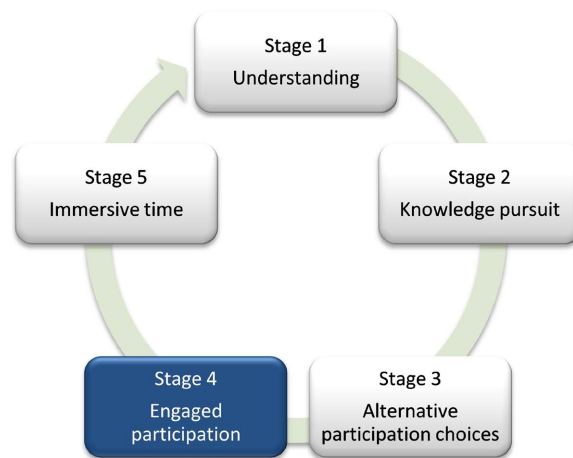 Stage 1
Understanding
Stage 2
Knowledge pursuit
Stage 3
Alternative
participation choices
Stage 4
Engaged
participation
Stage 5
Immersive time